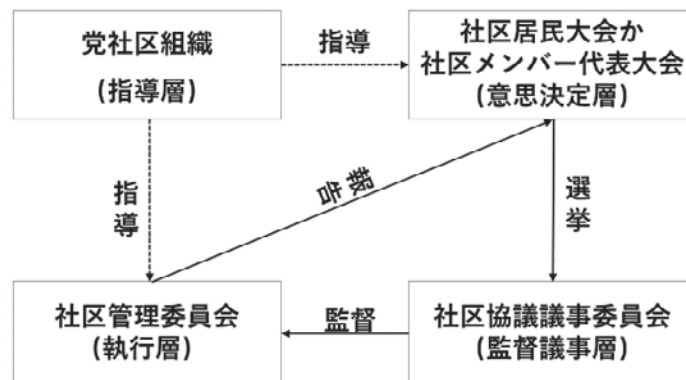 党社区組織
(指導層)
指導
社区居民大会か
社区メンバー代表大会
(意思決定層)
指導
報告
選挙
社区管理委員会
(執行層)
監督
社区協議議事委員会
(監督議事層)